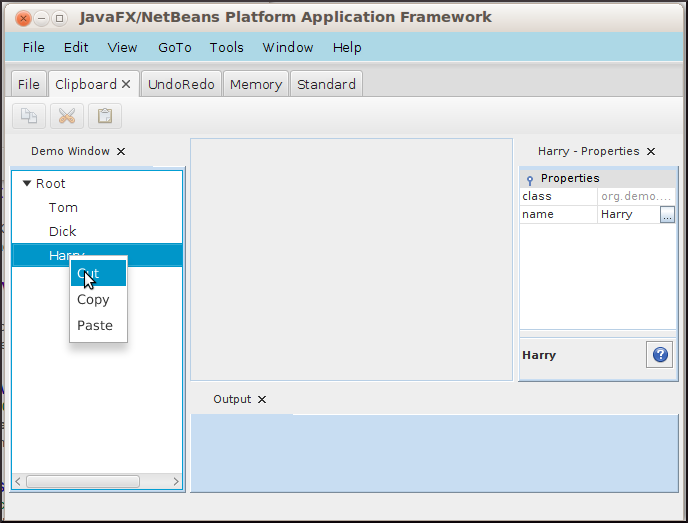 JavaFX/NetBeans Platform Application Framework
File Edit View GoTo Tools Window Help
File Clipboard UndoRedo Memory Standard
Demo Window
Root
Tom
Dick
Harry
Cut
Copy
Paste
Harry - Properties
Properties
class org.demo....
name Harry ...
Harry
Output